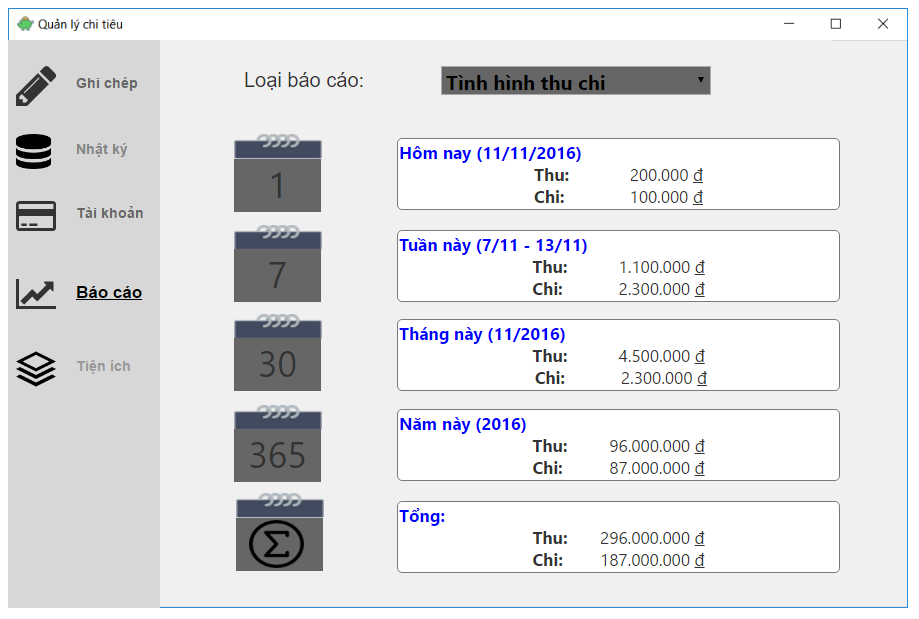 Quản lý chi tiêu
Ghi chép
Nhật ký
Tài khoản
Báo cáo
Tiện ích
Loại báo cáo: Tình hình thu chi
1
Hôm nay (11/11/2016)
Thu: 200.000 đ
Chi: 100.000 đ
7
Tuần này (7/11 - 13/11)
Thu: 1.100.000 đ
Chi: 2.300.000 đ
30
Tháng này (11/2016)
Thu: 4.500.000 đ
Chi: 2.300.000 đ
365
Năm này (2016)
Thu: 96.000.000 đ
Chi: 87.000.000 đ
Σ
Tổng:
Thu: 296.000.000 đ
Chi: 187.000.000 đ